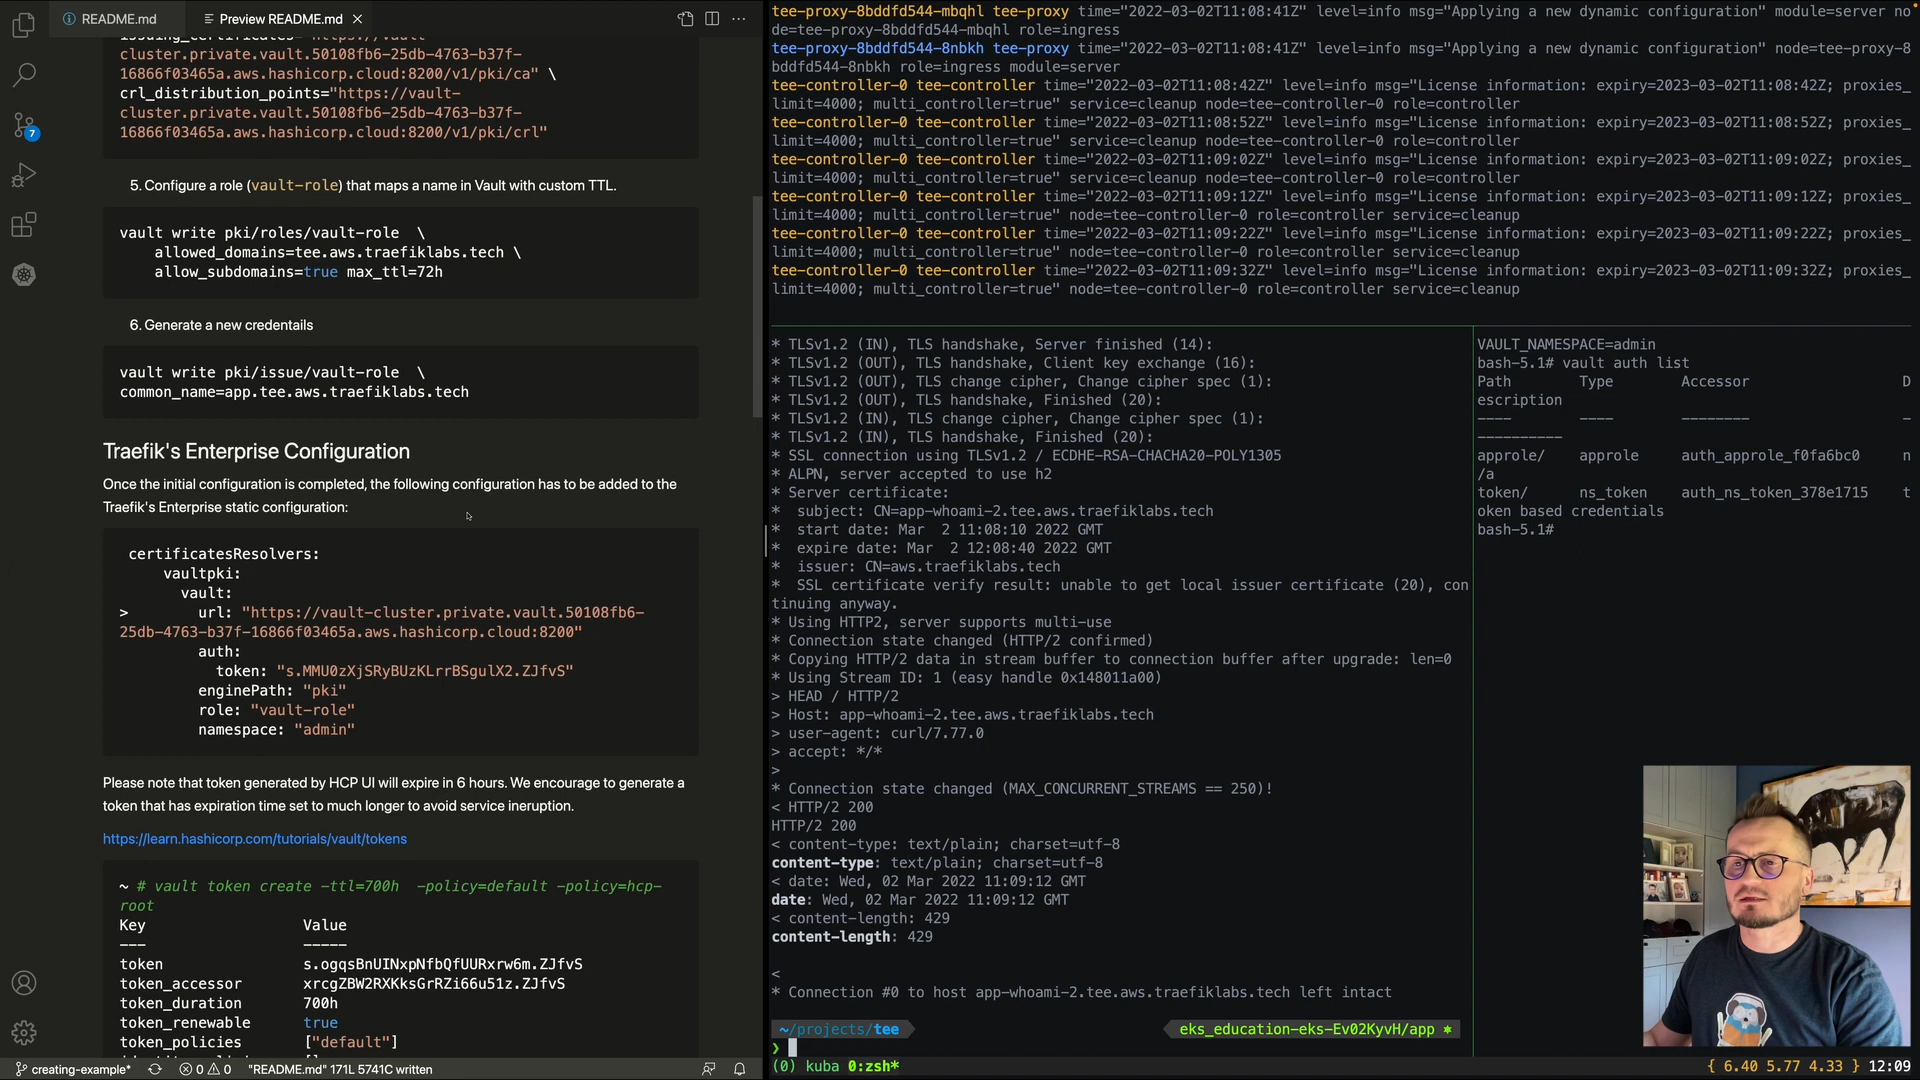 README.md
Preview README.md
issuing_certificates="https://vault-
cluster.private.vault.50108fb6-25db-4763-b37f-
16866f03465a.aws.hashicorp.cloud:8200/v1/pki/ca" \
crl_distribution_points="https://vault-
cluster.private.vault.50108fb6-25db-4763-b37f-
16866f03465a.aws.hashicorp.cloud:8200/v1/pki/crl"
5. Configure a role (vault-role) that maps a name in Vault with custom TTL.
vault write pki/roles/vault-role \
allowed_domains=tee.aws.traefiklabs.tech \
allow_subdomains=true max_ttl=72h
6. Generate a new credentails
vault write pki/issue/vault-role \
common_name=app.tee.aws.traefiklabs.tech
Traefik's Enterprise Configuration
Once the initial configuration is completed, the following configuration has to be added to the
Traefik's Enterprise static configuration:
certificatesResolvers:
vaultpki:
vault:
> url: "https://vault-cluster.private.vault.50108fb6-
25db-4763-b37f-16866f03465a.aws.hashicorp.cloud:8200"
auth:
token: "s.MMU0zXjSRyBUzKLrrBSgulX2.ZJfvS"
enginePath: "pki"
role: "vault-role"
namespace: "admin"
Please note that token generated by HCP UI will expire in 6 hours. We encourage to generate a
token that has expiration time set to much longer to avoid service ineruption.
https://learn.hashicorp.com/tutorials/vault/tokens
~ # vault token create -ttl=700h -policy=default -policy=hcp-
root
Key Value
--- -----
token s.ogqsBnUINxpNfbQfUURxrw6m.ZJfvS
token_accessor xrcgZBW2RXKksGrRZi66u51z.ZJfvS
token_duration 700h
token_renewable true
token_policies ["default"]
7
creating-example* 0 0 "README.md" 171L 5741C written
tee-proxy-8bddfd544-mbqhl tee-proxy time="2022-03-02T11:08:41Z" level=info msg="Applying a new dynamic configuration" module=server no
de=tee-proxy-8bddfd544-mbqhl role=ingress
tee-proxy-8bddfd544-8nbkh tee-proxy time="2022-03-02T11:08:41Z" level=info msg="Applying a new dynamic configuration" node=tee-proxy-8
bddfd544-8nbkh role=ingress module=server
tee-controller-0 tee-controller time="2022-03-02T11:08:42Z" level=info msg="License information: expiry=2023-03-02T11:08:42Z; proxies_
limit=4000; multi_controller=true" service=cleanup node=tee-controller-0 role=controller
tee-controller-0 tee-controller time="2022-03-02T11:08:52Z" level=info msg="License information: expiry=2023-03-02T11:08:52Z; proxies_
limit=4000; multi_controller=true" service=cleanup node=tee-controller-0 role=controller
tee-controller-0 tee-controller time="2022-03-02T11:09:02Z" level=info msg="License information: expiry=2023-03-02T11:09:02Z; proxies_
limit=4000; multi_controller=true" service=cleanup node=tee-controller-0 role=controller
tee-controller-0 tee-controller time="2022-03-02T11:09:12Z" level=info msg="License information: expiry=2023-03-02T11:09:12Z; proxies_
limit=4000; multi_controller=true" node=tee-controller-0 role=controller service=cleanup
tee-controller-0 tee-controller time="2022-03-02T11:09:22Z" level=info msg="License information: expiry=2023-03-02T11:09:22Z; proxies_
limit=4000; multi_controller=true" node=tee-controller-0 role=controller service=cleanup
tee-controller-0 tee-controller time="2022-03-02T11:09:32Z" level=info msg="License information: expiry=2023-03-02T11:09:32Z; proxies_
limit=4000; multi_controller=true" node=tee-controller-0 role=controller service=cleanup
* TLSv1.2 (IN), TLS handshake, Server finished (14):
* TLSv1.2 (OUT), TLS handshake, Client key exchange (16):
* TLSv1.2 (OUT), TLS change cipher, Change cipher spec (1):
* TLSv1.2 (OUT), TLS handshake, Finished (20):
* TLSv1.2 (IN), TLS change cipher, Change cipher spec (1):
* TLSv1.2 (IN), TLS handshake, Finished (20):
* SSL connection using TLSv1.2 / ECDHE-RSA-CHACHA20-POLY1305
* ALPN, server accepted to use h2
* Server certificate:
* subject: CN=app-whoami-2.tee.aws.traefiklabs.tech
* start date: Mar 2 11:08:10 2022 GMT
* expire date: Mar 2 12:08:40 2022 GMT
* issuer: CN=aws.traefiklabs.tech
* SSL certificate verify result: unable to get local issuer certificate (20), con
tinuing anyway.
* Using HTTP2, server supports multi-use
* Connection state changed (HTTP/2 confirmed)
* Copying HTTP/2 data in stream buffer to connection buffer after upgrade: len=0
* Using Stream ID: 1 (easy handle 0x148011a00)
> HEAD / HTTP/2
> Host: app-whoami-2.tee.aws.traefiklabs.tech
> user-agent: curl/7.77.0
> accept: */*
>
* Connection state changed (MAX_CONCURRENT_STREAMS == 250)!
< HTTP/2 200
HTTP/2 200
< content-type: text/plain; charset=utf-8
content-type: text/plain; charset=utf-8
< date: Wed, 02 Mar 2022 11:09:12 GMT
date: Wed, 02 Mar 2022 11:09:12 GMT
< content-length: 429
content-length: 429
<
* Connection #0 to host app-whoami-2.tee.aws.traefiklabs.tech left intact
~/projects/tee eks_education-eks-Ev02KyvH/app
❯
(0) kuba 0:zsh*
VAULT_NAMESPACE=admin
bash-5.1# vault auth list
Path Type Accessor D
escription
---- ---- -------- -
----------
approle/ approle auth_approle_f0fa6bc0 n
/a
token/ ns_token auth_ns_token_378e1715 t
oken based credentials
bash-5.1#
{ 6.40 5.77 4.33 } 12:09